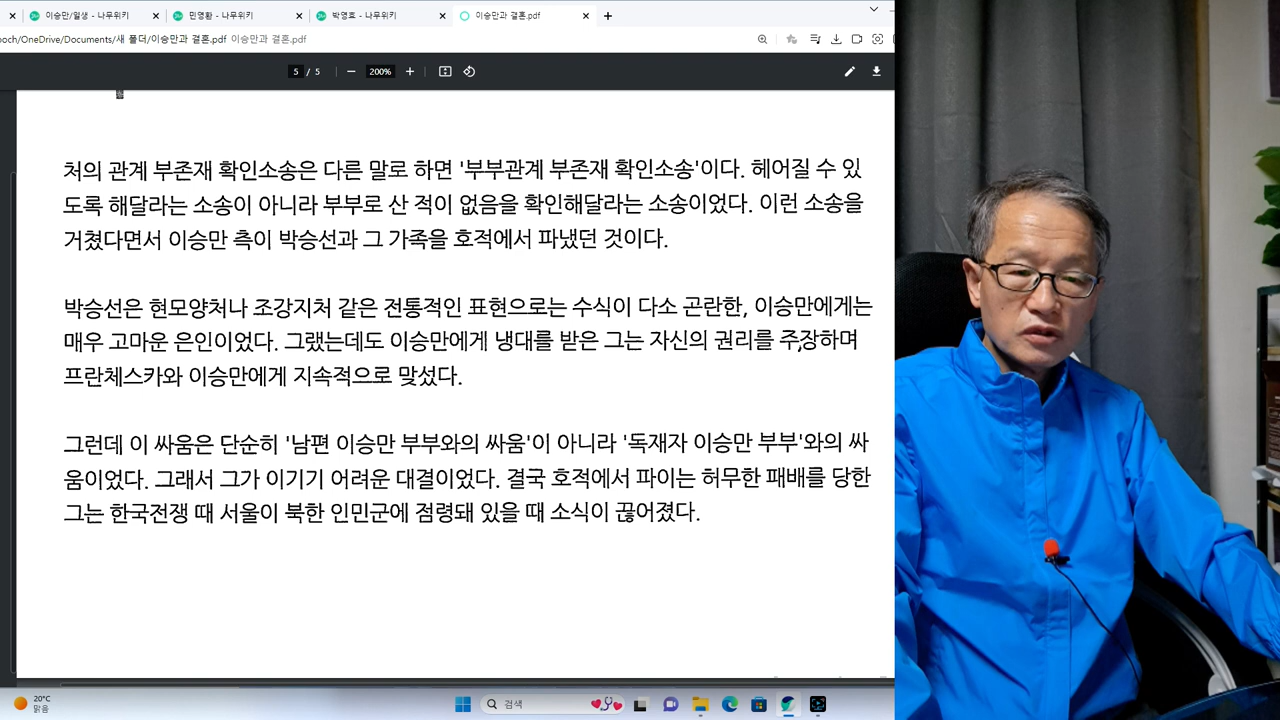 이승만/일생 - 나무위키
민영환 - 나무위키
박영효 - 나무위키
이승만과 결혼.pdf
och/OneDrive/Documents/새 폴더/이승만과 결혼.pdf 이승만과 결혼.pdf
5 / 5
200%
처의 관계 부존재 확인소송은 다른 말로 하면 '부부관계 부존재 확인소송'이다. 헤어질 수 있
도록 해달라는 소송이 아니라 부부로 산 적이 없음을 확인해달라는 소송이었다. 이런 소송을
거쳤다면서 이승만 측이 박승선과 그 가족을 호적에서 파냈던 것이다.
박승선은 현모양처나 조강지처 같은 전통적인 표현으로는 수식이 다소 곤란한, 이승만에게는
매우 고마운 은인이었다. 그랬는데도 이승만에게 냉대를 받은 그는 자신의 권리를 주장하며
프란체스카와 이승만에게 지속적으로 맞섰다.
그런데 이 싸움은 단순히 '남편 이승만 부부와의 싸움'이 아니라 '독재자 이승만 부부'와의 싸
움이었다. 그래서 그가 이기기 어려운 대결이었다. 결국 호적에서 파이는 허무한 패배를 당한
그는 한국전쟁 때 서울이 북한 인민군에 점령돼 있을 때 소식이 끊어졌다.
20°C
맑음
검색